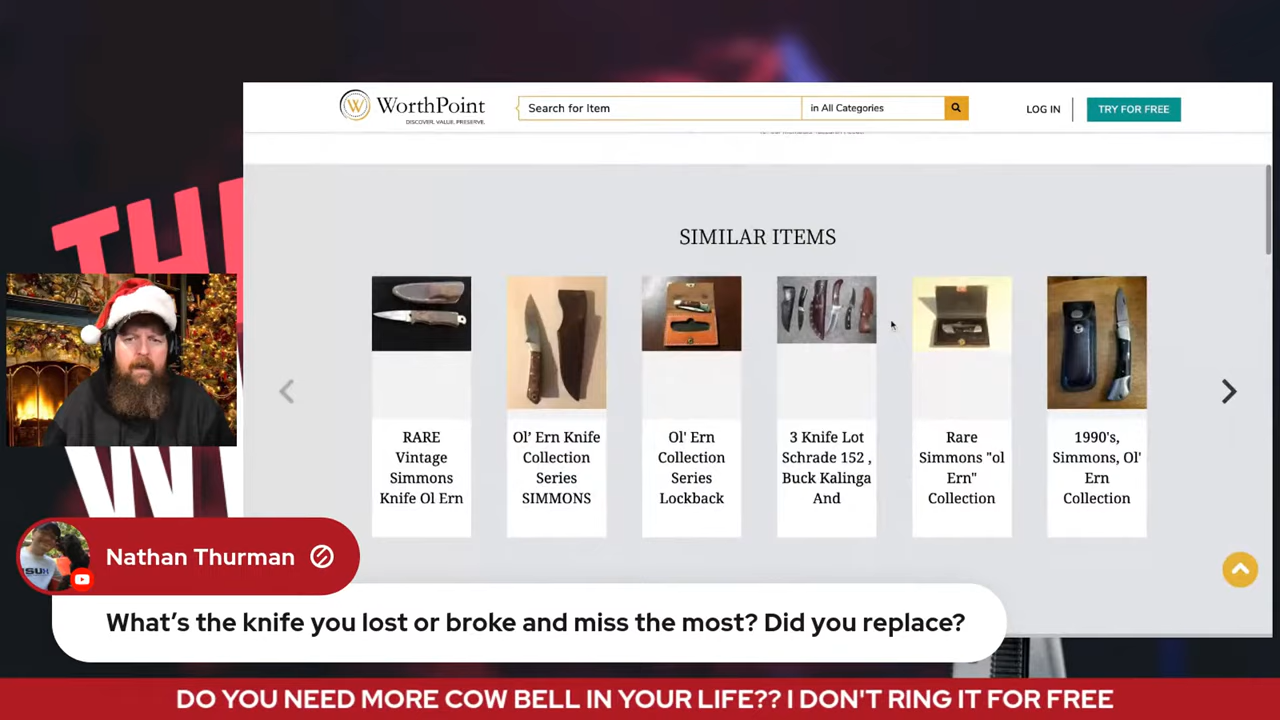 WorthPoint
DISCOVER. VALUE. PRESERVE.
Search for Item
in All Categories
LOG IN
TRY FOR FREE
SIMILAR ITEMS
RARE
Vintage
Simmons
Knife Ol Ern
Ol’ Ern Knife
Collection
Series
SIMMONS
Ol' Ern
Collection
Series
Lockback
3 Knife Lot
Schrade 152 ,
Buck Kalinga
And
Rare
Simmons "ol
Ern"
Collection
1990's,
Simmons, Ol'
Ern
Collection
Nathan Thurman
What’s the knife you lost or broke and miss the most? Did you replace?
DO YOU NEED MORE COW BELL IN YOUR LIFE?? I DON'T RING IT FOR FREE